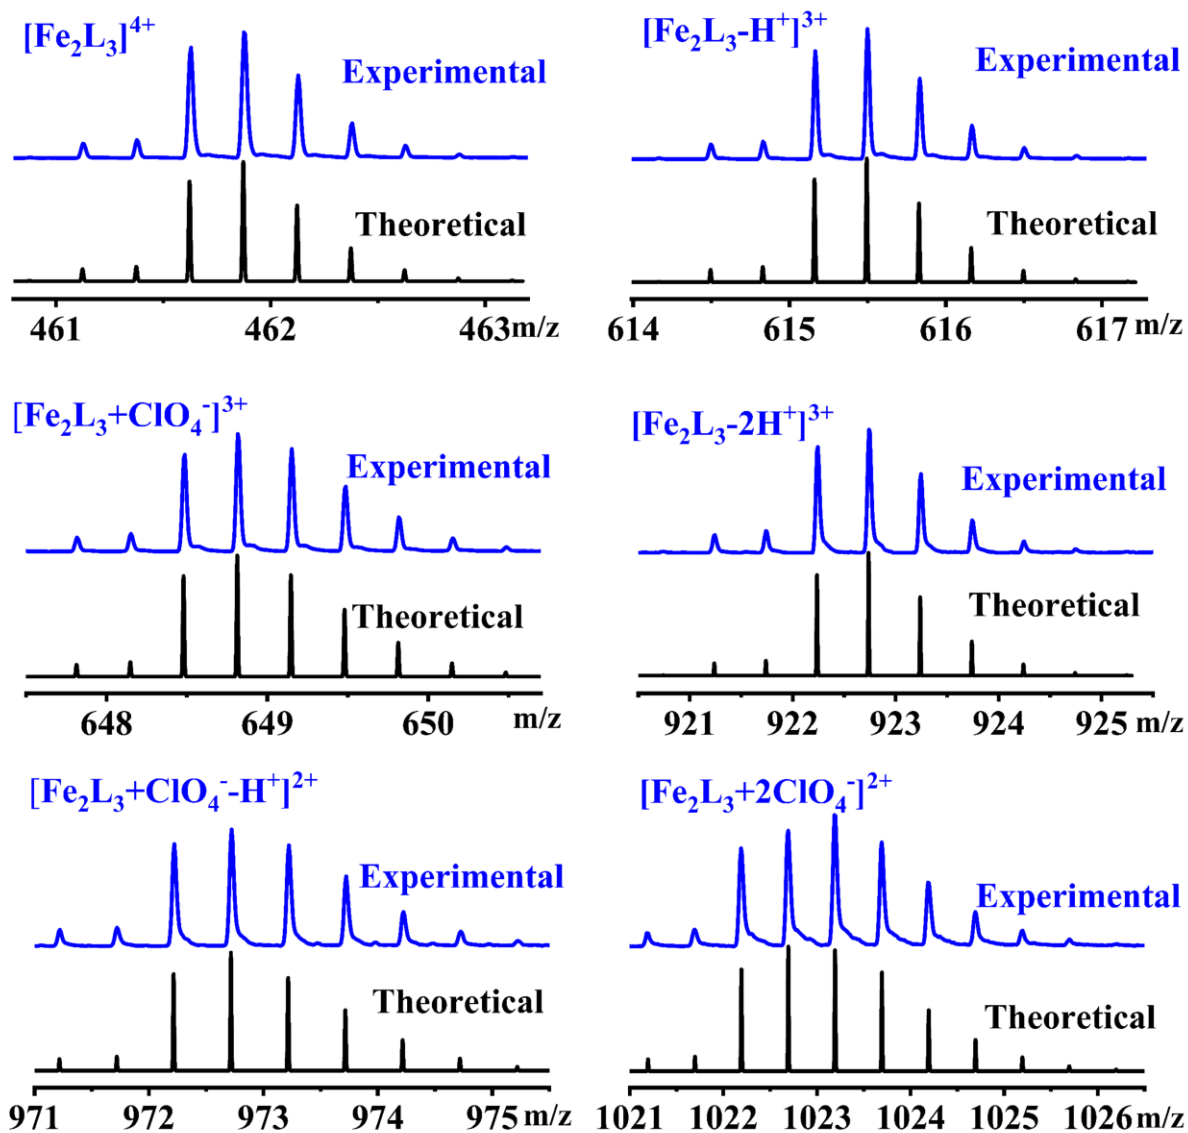 [Fe₂L₃]⁴⁺
Experimental
Theoretical
461 462 463 m/z
[Fe₂L₃-H⁺]³⁺
Experimental
Theoretical
614 615 616 617 m/z
[Fe₂L₃+ClO₄⁻]³⁺
Experimental
Theoretical
648 649 650 m/z
[Fe₂L₃-2H⁺]³⁺
Experimental
Theoretical
921 922 923 924 925 m/z
[Fe₂L₃+ClO₄⁻-H⁺]²⁺
Experimental
Theoretical
971 972 973 974 975 m/z
[Fe₂L₃+2ClO₄⁻]²⁺
Experimental
Theoretical
1021 1022 1023 1024 1025 1026 m/z